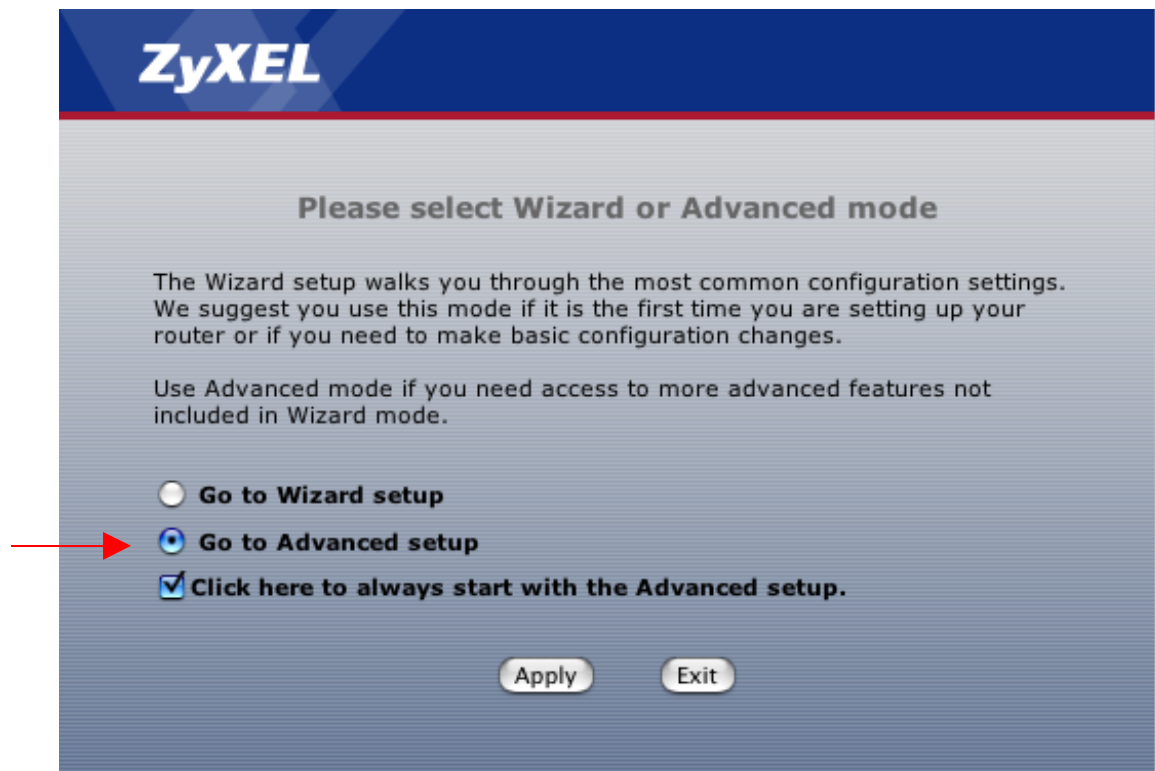 ZyXEL
Please select Wizard or Advanced mode
The Wizard setup walks you through the most common configuration settings.
We suggest you use this mode if it is the first time you are setting up your
router or if you need to make basic configuration changes.
Use Advanced mode if you need access to more advanced features not
included in Wizard mode.
Go to Wizard setup
Go to Advanced setup
Click here to always start with the Advanced setup.
Apply Exit